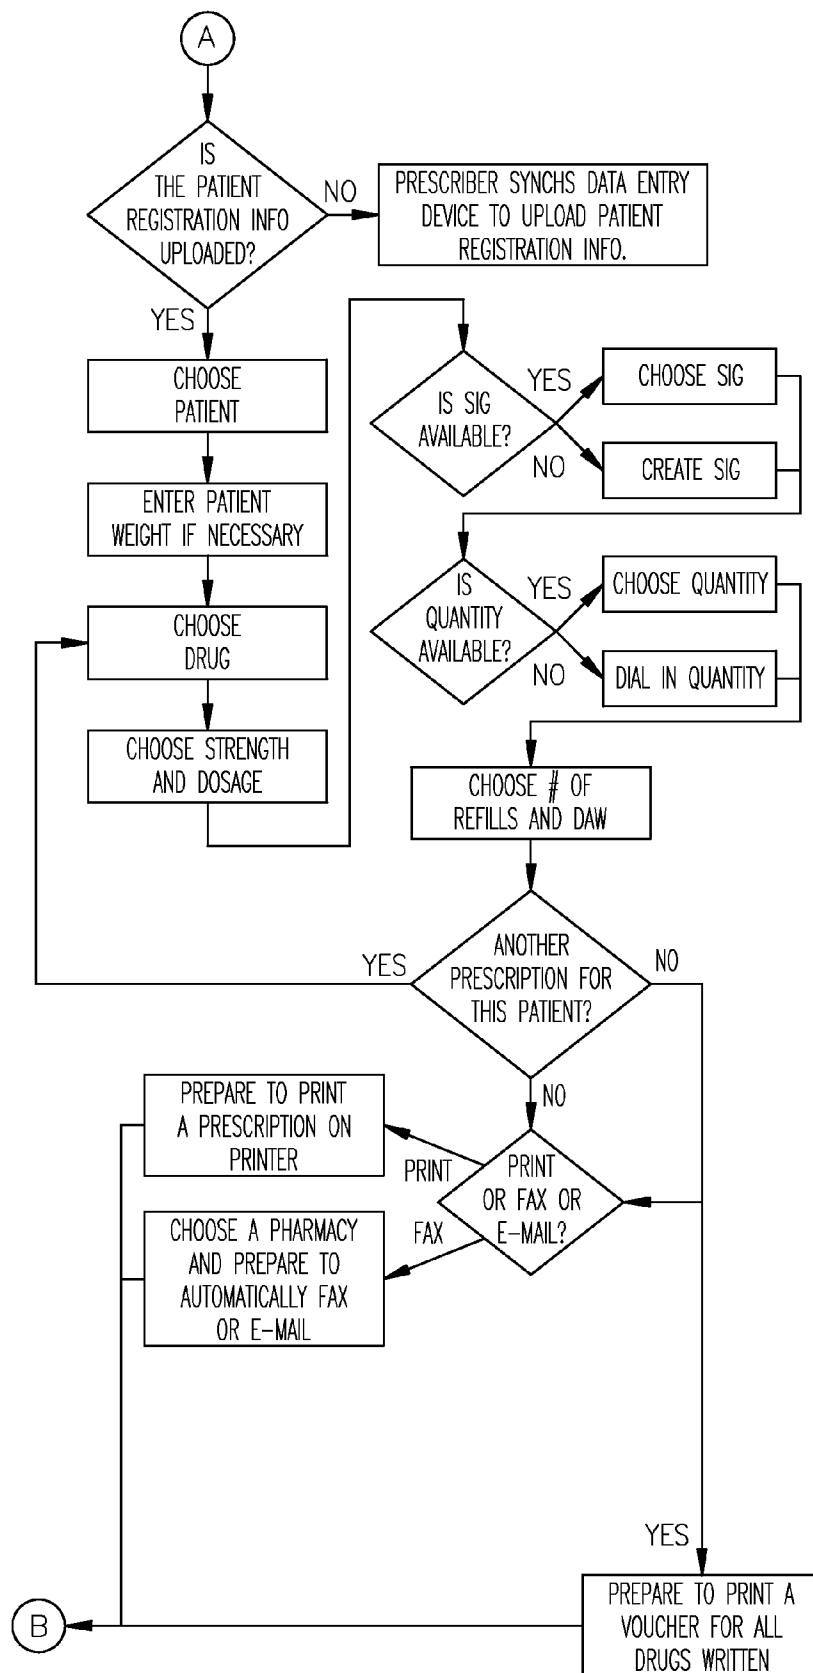 A
IS
THE PATIENT
REGISTRATION INFO
UPLOADED?
NO
PRESCRIBER SYNCHS DATA ENTRY
DEVICE TO UPLOAD PATIENT
REGISTRATION INFO.
YES
CHOOSE
PATIENT
ENTER PATIENT
WEIGHT IF NECESSARY
CHOOSE
DRUG
CHOOSE STRENGTH
AND DOSAGE
IS SIG
AVAILABLE?
YES
CHOOSE SIG
NO
CREATE SIG
IS
QUANTITY
AVAILABLE?
YES
CHOOSE QUANTITY
NO
DIAL IN QUANTITY
CHOOSE # OF
REFILLS AND DAW
ANOTHER
PRESCRIPTION FOR
THIS PATIENT?
YES
NO
NO
PRINT
OR FAX OR
E-MAIL?
PRINT
PREPARE TO PRINT
A PRESCRIPTION ON
PRINTER
FAX
CHOOSE A PHARMACY
AND PREPARE TO
AUTOMATICALLY FAX
OR E-MAIL
YES
PREPARE TO PRINT A
VOUCHER FOR ALL
DRUGS WRITTEN
B